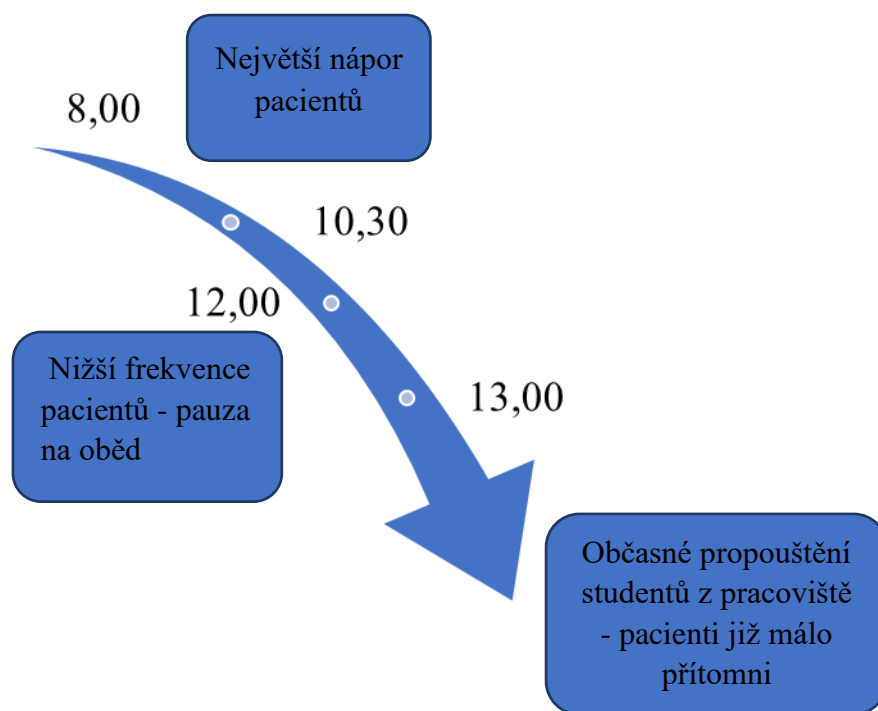 Největší nápor
pacientů
8,00
10,30
12,00
Nižší frekvence
pacientů - pauza
na oběd
13,00
Občasné propouštění
studentů z pracoviště
- pacienti již málo
přítomni